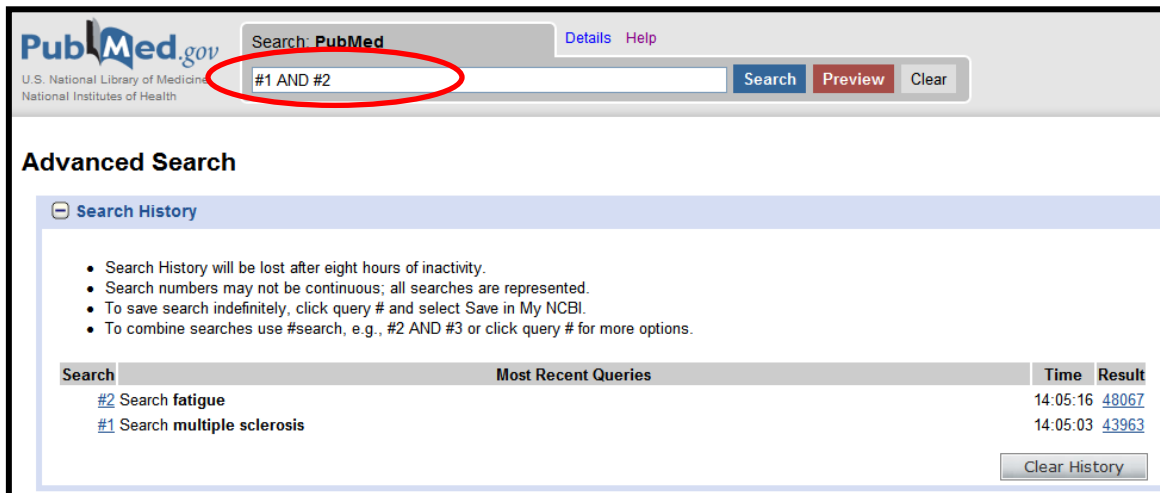 PubMed.gov
U.S. National Library of Medicine
National Institutes of Health
Search: PubMed
Details Help
#1 AND #2
Search Preview Clear
Advanced Search
Search History
• Search History will be lost after eight hours of inactivity.
• Search numbers may not be continuous; all searches are represented.
• To save search indefinitely, click query # and select Save in My NCBI.
• To combine searches use #search, e.g., #2 AND #3 or click query # for more options.
Search Most Recent Queries Time Result
#2 Search fatigue 14:05:16 48067
#1 Search multiple sclerosis 14:05:03 43963
Clear History